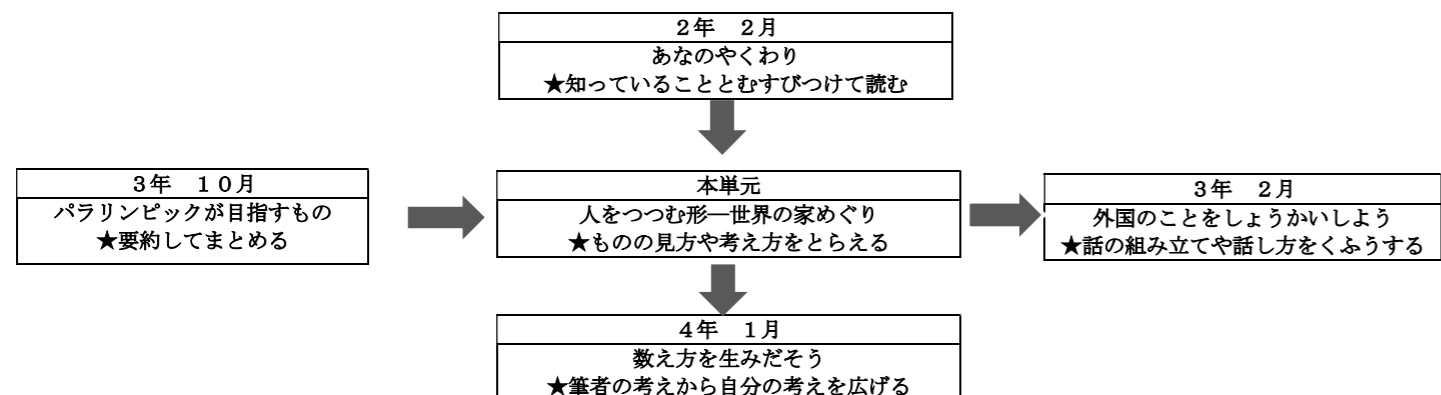 ２年　２月
あなのやくわり
★知っていることとむすびつけて読む
３年　１０月
パラリンピックが目指すもの
★要約してまとめる
本単元
人をつつむ形―世界の家めぐり
★ものの見方や考え方をとらえる
３年　２月
外国のことをしょうかいしよう
★話の組み立てや話し方をくふうする
４年　１月
数え方を生みだそう
★筆者の考えから自分の考えを広げる